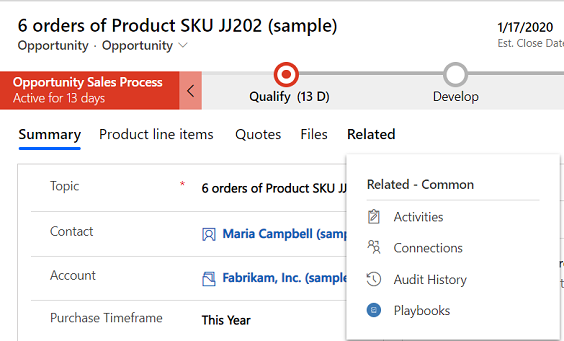 6 orders of Product SKU JJ202 (sample)
1/17/2020
Opportunity · Opportunity
Est. Close Date
Opportunity Sales Process
Active for 13 days
Qualify (13 D)
Develop
Summary Product line items Quotes Files Related
Related - Common
Topic * 6 orders of Product SKU JJ
Activities
Contact Maria Campbell (samp
Connections
Account Fabrikam, Inc. (sample
Audit History
Purchase Timeframe This Year
Playbooks